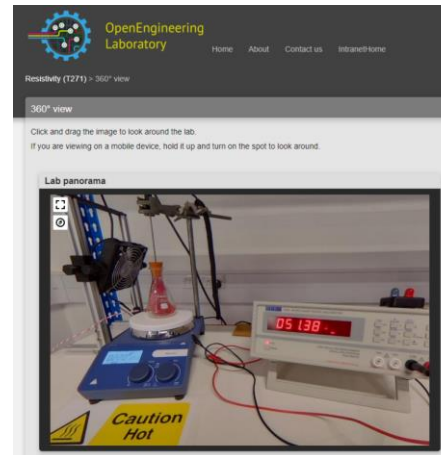 OpenEngineering
Laboratory
Home About Contact us IntranetHome
Resistivity (T271) > 360° view
360° view
Click and drag the image to look around the lab.
If you are viewing on a mobile device, hold it up and turn on the spot to look around.
Lab panorama
051.38
Caution
Hot